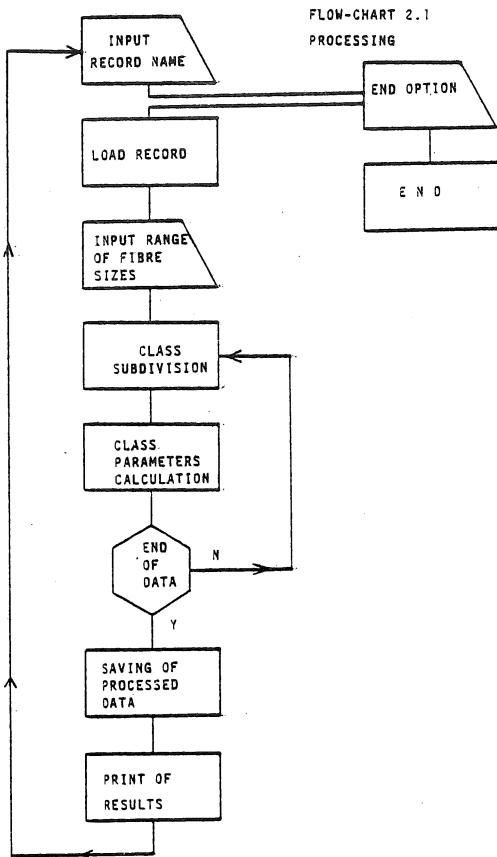 FLOW-CHART 2.1
PROCESSING
INPUT
RECORD NAME
END OPTION
LOAD RECORD
E N D
INPUT RANGE
OF FIBRE
SIZES
CLASS
SUBDIVISION
CLASS
PARAMETERS
CALCULATION
END
OF
DATA
N
Y
SAVING OF
PROCESSED
DATA
PRINT OF
RESULTS